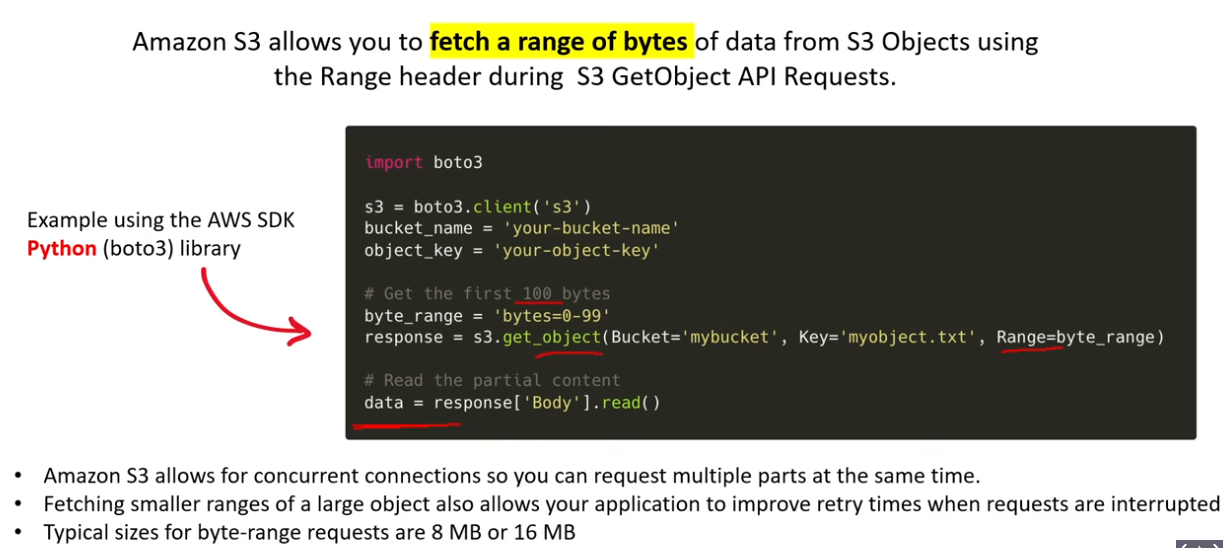 Amazon S3 allows you to fetch a range of bytes of data from S3 Objects using
the Range header during  S3 GetObject API Requests.
Example using the AWS SDK
Python (boto3) library
import boto3
s3 = boto3.client('s3')
bucket_name = 'your-bucket-name'
object_key = 'your-object-key'
# Get the first 100 bytes
byte_range = 'bytes=0-99'
response = s3.get_object(Bucket='mybucket', Key='myobject.txt', Range=byte_range)
# Read the partial content
data = response['Body'].read()
• Amazon S3 allows for concurrent connections so you can request multiple parts at the same time.
• Fetching smaller ranges of a large object also allows your application to improve retry times when requests are interrupted
• Typical sizes for byte-range requests are 8 MB or 16 MB